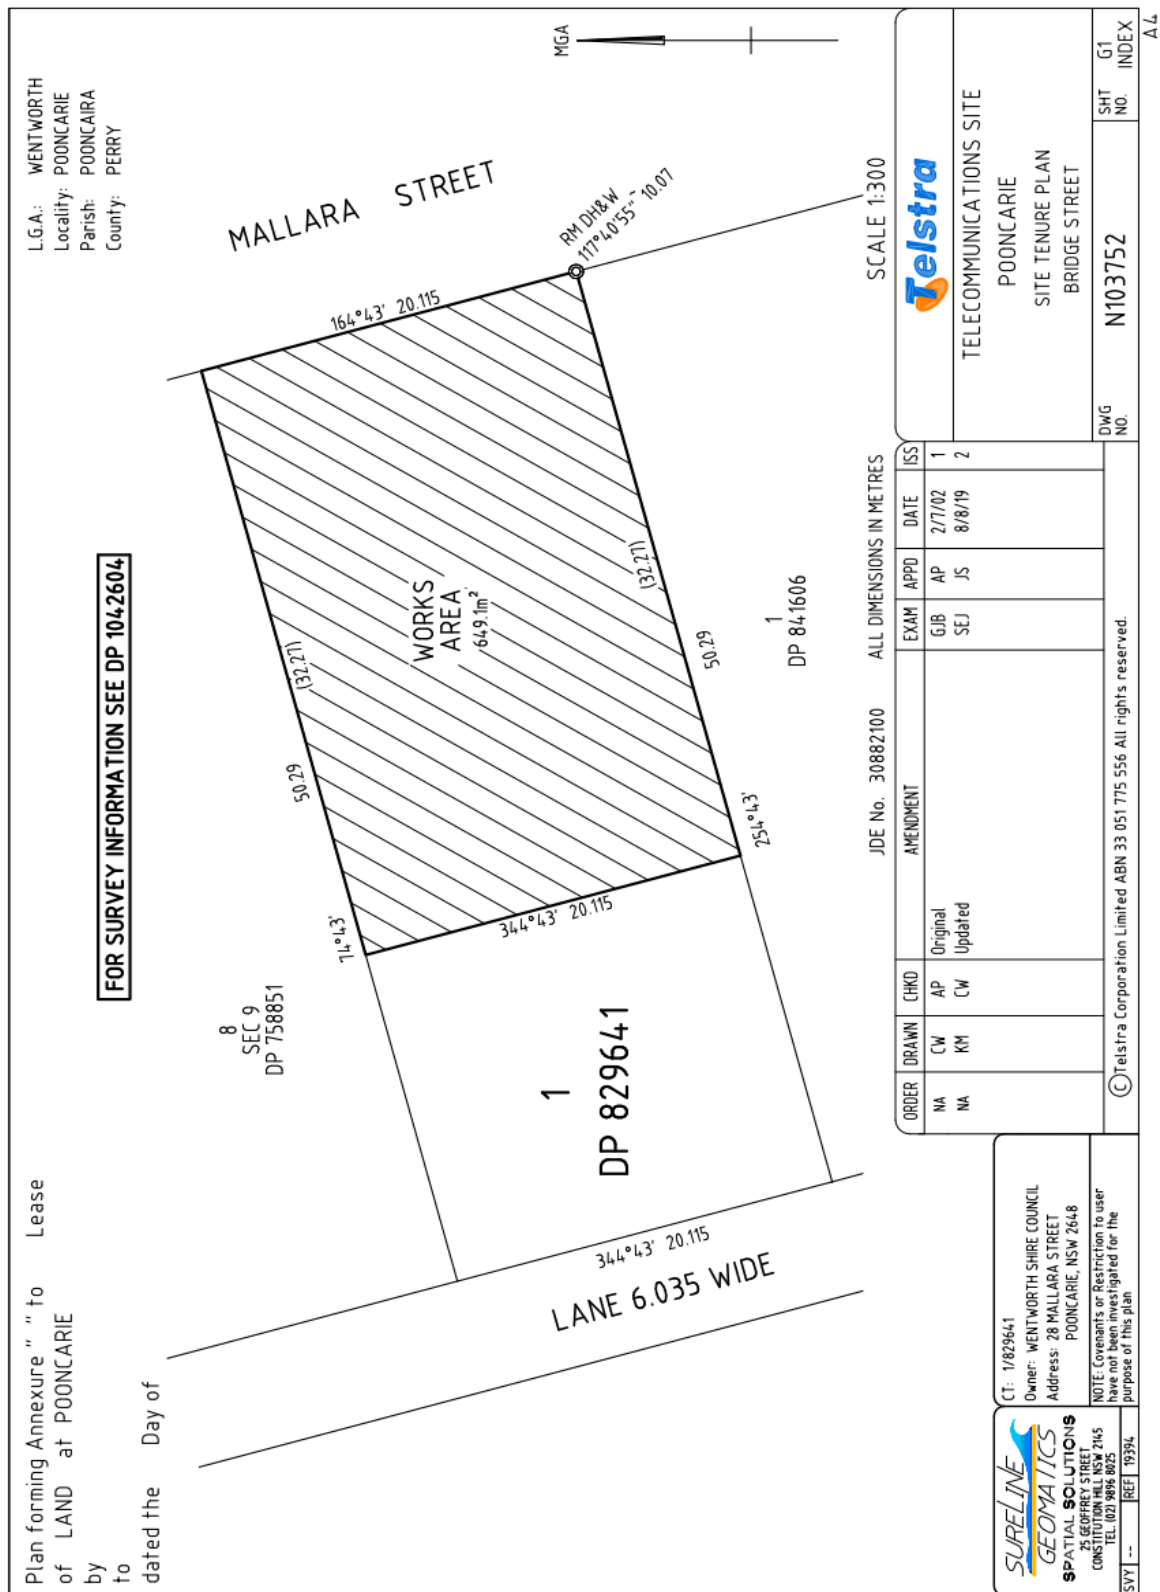 Plan forming Annexure " " to Lease
of LAND at POONCARIE
by
to
dated the Day of
FOR SURVEY INFORMATION SEE DP 1042604
L.G.A.: WENTWORTH
Locality: POONCARIE
Parish: POONCAIRA
County: PERRY
MGA
MALLARA STREET
RM DH&W
117°40'55" ~ 10.07
164°43' 20.115
8
SEC 9
DP 758851
74°43'
50.29
(32.27)
WORKS
AREA
649.1m²
(32.27)
50.29
254°43'
344°43' 20.115
1
DP 829641
1
DP 841606
344°43' 20.115
LANE 6.035 WIDE
JDE No. 30882100
ALL DIMENSIONS IN METRES
SCALE 1:300
SURELINE
GEOMATICS
SPATIAL SOLUTIONS
25 GEOFFREY STREET
CONSTITUTION HILL NSW 2145
TEL. (02) 9896 8025
SVY -- REF 19394
CT: 1/829641
Owner: WENTWORTH SHIRE COUNCIL
Address: 28 MALLARA STREET
POONCARIE, NSW 2648
NOTE: Covenants or Restriction to user
have not been investigated for the
purpose of this plan
ORDER DRAWN CHKD AMENDMENT EXAM APPD DATE ISS
NA CW AP Original GJB AP 2/7/02 1
NA KM CW Updated SEJ JS 8/8/19 2
© Telstra Corporation Limited ABN 33 051 775 556 All rights reserved.
Telstra
TELECOMMUNICATIONS SITE
POONCARIE
SITE TENURE PLAN
BRIDGE STREET
DWG NO. N103752
SHT NO. G1 INDEX
A4